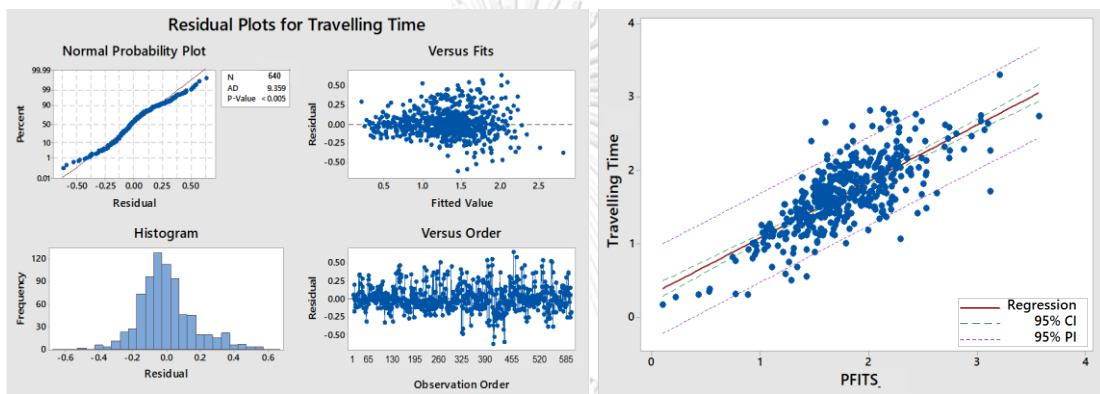 Residual Plots for Travelling Time
Normal Probability Plot
99.99
99
90
50
10
1
0.01
Percent
-0.50
-0.25
0.00
0.25
0.50
Residual
N 640
AD 9.359
P-Value <0.005
Versus Fits
0.50
0.25
0.00
-0.25
-0.50
Residual
0.5
1.0
1.5
2.0
2.5
Fitted Value
Histogram
120
90
60
30
0
Frequency
-0.6
-0.4
-0.2
0.0
0.2
0.4
0.6
Residual
Versus Order
0.50
0.25
0.00
-0.25
-0.50
Residual
1 65 130 195 260 325 390 455 520 585
Observation Order
4
3
2
1
0
Travelling Time
0
1
2
3
4
PFITS.
Regression
95% CI
95% PI